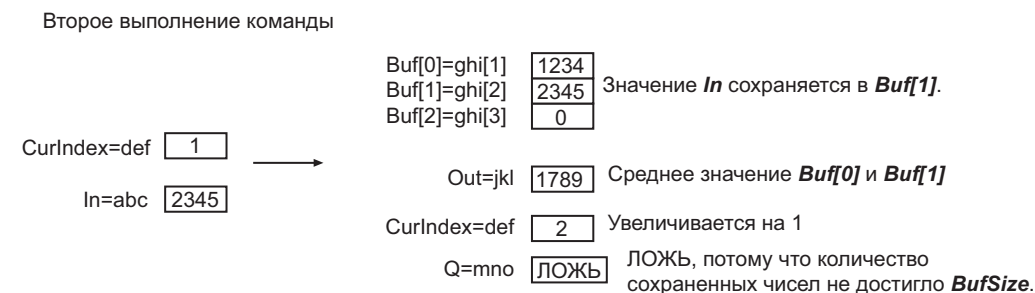 Второе выполнение команды
Buf[0]=ghi[1] 1234
Buf[1]=ghi[2] 2345 Значение In сохраняется в Buf[1].
Buf[2]=ghi[3] 0
CurIndex=def 1
In=abc 2345
Out=jkl 1789 Среднее значение Buf[0] и Buf[1]
CurIndex=def 2 Увеличивается на 1
Q=mno ЛОЖЬ ЛОЖЬ, потому что количество
сохраненных чисел не достигло BufSize.